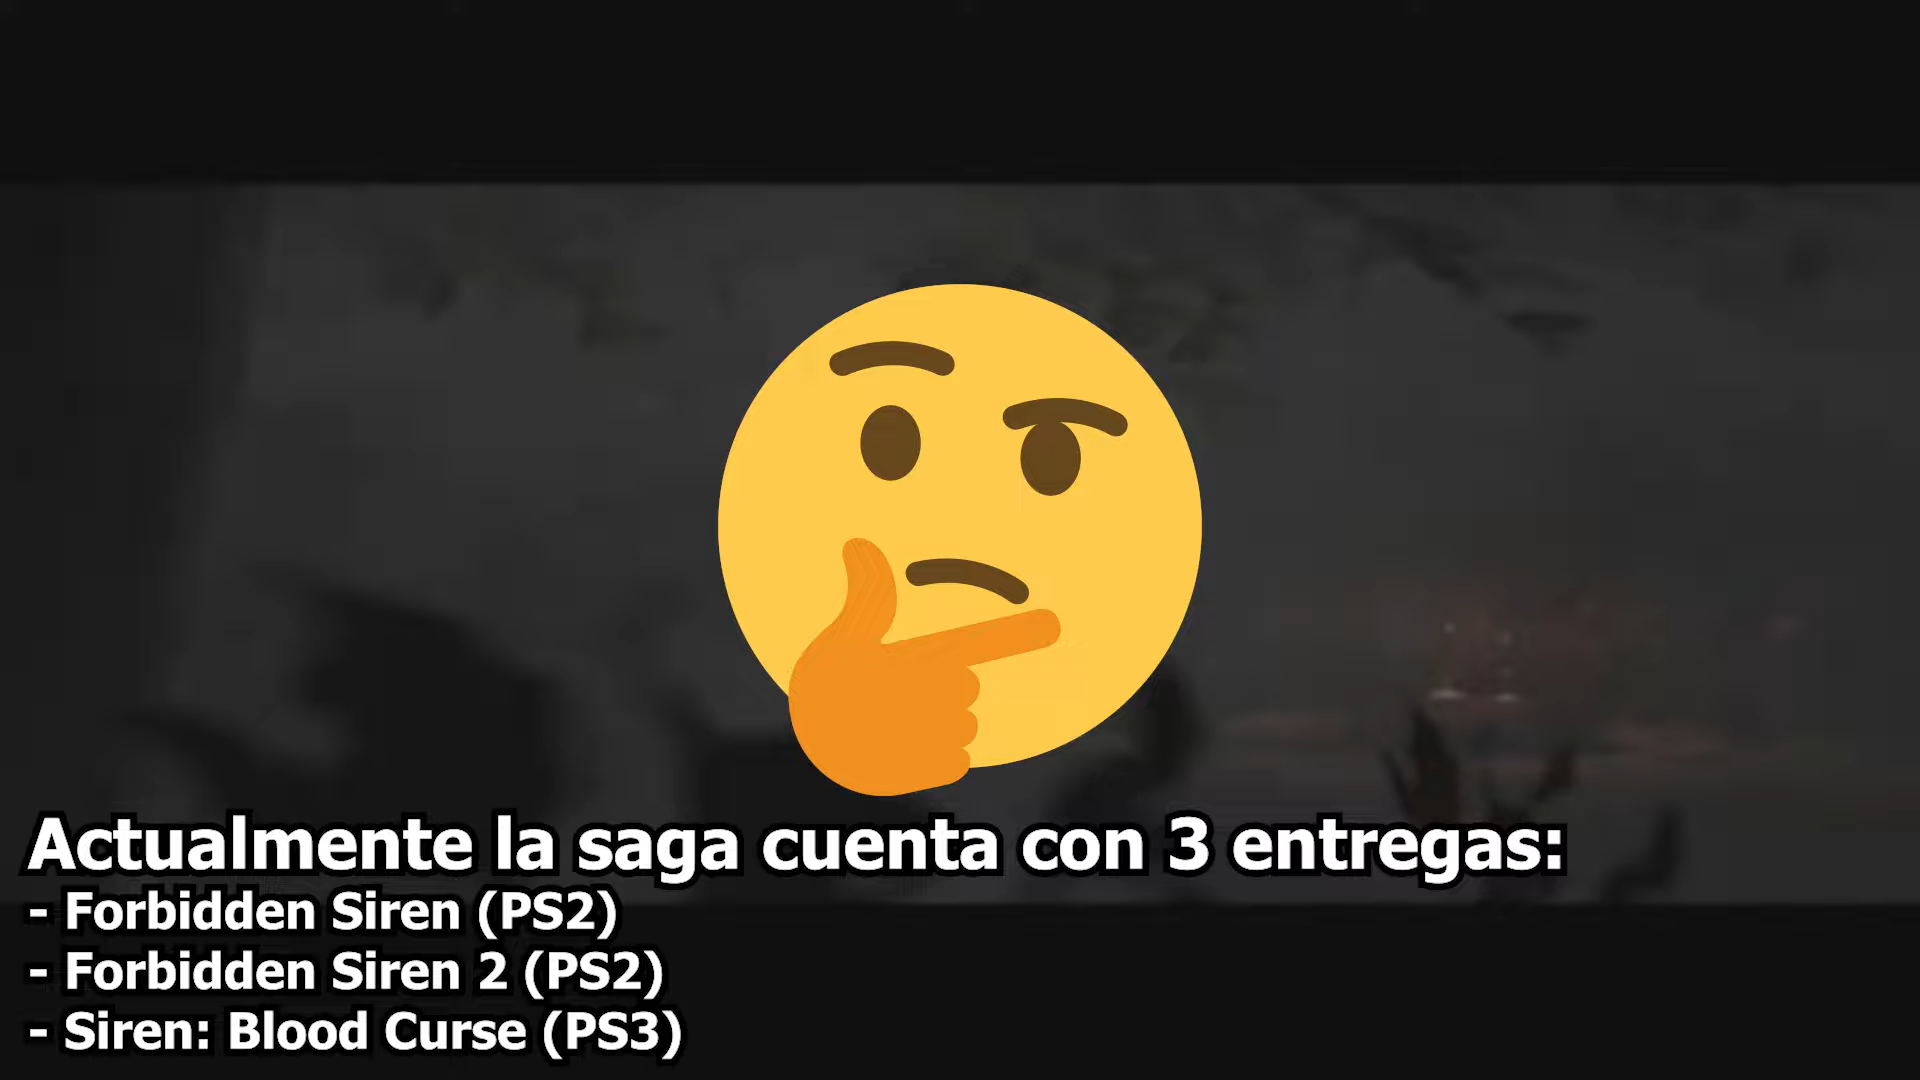 Actualmente la saga cuenta con 3 entregas:
- Forbidden Siren (PS2)
- Forbidden Siren 2 (PS2)
- Siren: Blood Curse (PS3)